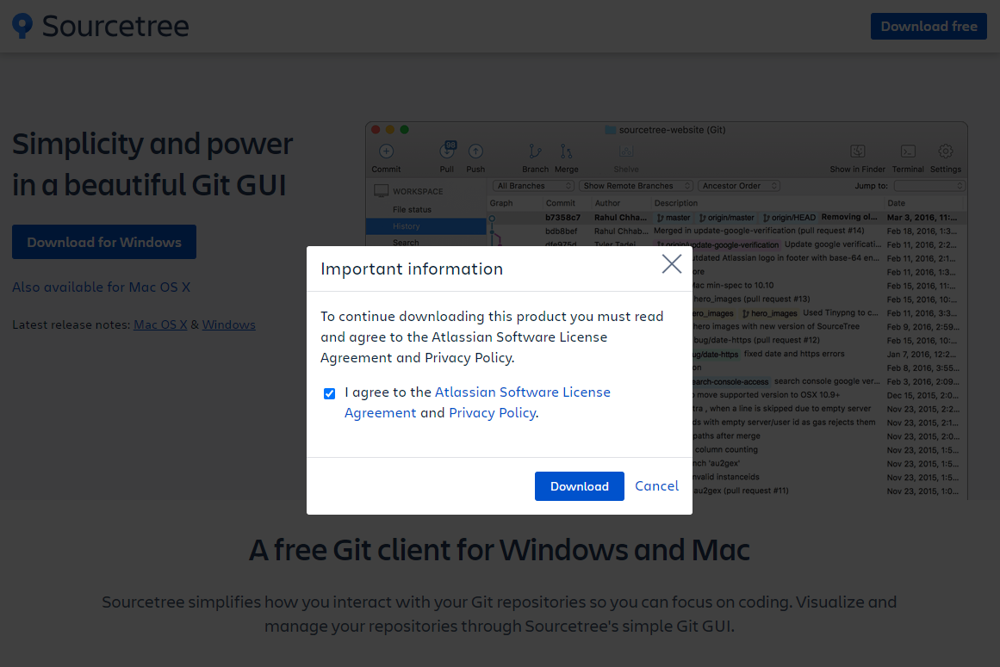 Sourcetree
Download free
Simplicity and power
in a beautiful Git GUI
Download for Windows
Also available for Mac OS X
Latest release notes: Mac OS X & Windows
sourcetree-website (Git)
98
Commit Pull Push Branch Merge Shelve Show in Finder Terminal Settings
WORKSPACE
File status
History
Search
All Branches Show Remote Branches Ancestor Order Jump to:
Graph Commit Author Description Date
b7358c7 Rahul Chhab... master origin/master origin/HEAD Removing ol... Mar 3, 2016, 11:...
bdb8bef Rahul Chhab... Merged in update-google-verification (pull request #14) Feb 18, 2016, 1:3...
dfe975d Tyler Tadej origin/update-google-verification Update google verificati... Feb 11, 2016, 2:2...
utdated Atlassian logo in footer with base-64 en... Feb 11, 2016, 2:1...
ore Feb 11, 2016, 1:3...
Mac min-spec to 10.10 Feb 15, 2016, 11:...
hero_images (pull request #13) Feb 15, 2016, 10:...
ero_images hero_images Used Tinypng to c... Feb 11, 2016, 3:3...
hero images with new version of SourceTree Feb 9, 2016, 2:59...
bug/date-https (pull request #12) Feb 15, 2016, 10:...
ug/date-https fixed date and https errors Jan 7, 2016, 12:2...
on Feb 8, 2016, 3:55...
earch-console-access search console google ver... Feb 3, 2016, 2:09...
move supported version to OSX 10.9+ Dec 15, 2015, 2:0...
tra , when a line is skipped due to empty server Nov 23, 2015, 2:2...
ds with empty server/user id as gas rejects them Nov 23, 2015, 2:1...
paths after merge Nov 23, 2015, 2:0...
column counting Nov 23, 2015, 1:5...
nch 'au2gex' Nov 23, 2015, 1:5...
nvalid instanceids Nov 23, 2015, 1:5...
au2gex (pull request #11) Nov 23, 2015, 1:0...
Important information
To continue downloading this product you must read
and agree to the Atlassian Software License
Agreement and Privacy Policy.
I agree to the Atlassian Software License
Agreement and Privacy Policy.
Download Cancel
A free Git client for Windows and Mac
Sourcetree simplifies how you interact with your Git repositories so you can focus on coding. Visualize and
manage your repositories through Sourcetree's simple Git GUI.